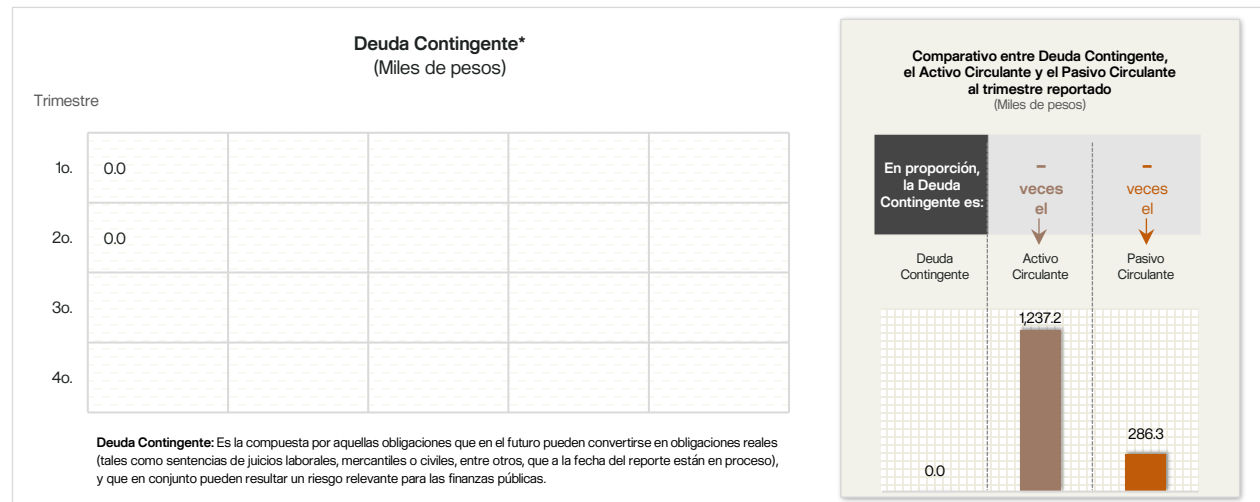 Deuda Contingente*
(Miles de pesos)
Trimestre
1o. 0.0
2o. 0.0
3o.
4o.
Deuda Contingente: Es la compuesta por aquellas obligaciones que en el futuro pueden convertirse en obligaciones reales
(tales como sentencias de juicios laborales, mercantiles o civiles, entre otros, que a la fecha del reporte están en proceso),
y que en conjunto pueden resultar un riesgo relevante para las finanzas públicas.
Comparativo entre Deuda Contingente,
el Activo Circulante y el Pasivo Circulante
al trimestre reportado
(Miles de pesos)
En proporción,
la Deuda
Contingente es:
–
veces
el
–
veces
el
Deuda
Contingente
Activo
Circulante
Pasivo
Circulante
0.0
1,237.2
286.3